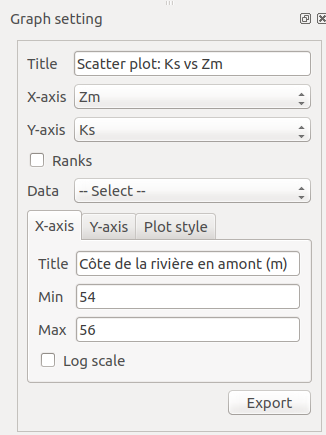 Graph setting
Title Scatter plot: Ks vs Zm
X-axis Zm
Y-axis Ks
Ranks
Data -- Select --
X-axis Y-axis Plot style
Title Côte de la rivière en amont (m)
Min 54
Max 56
Log scale
Export